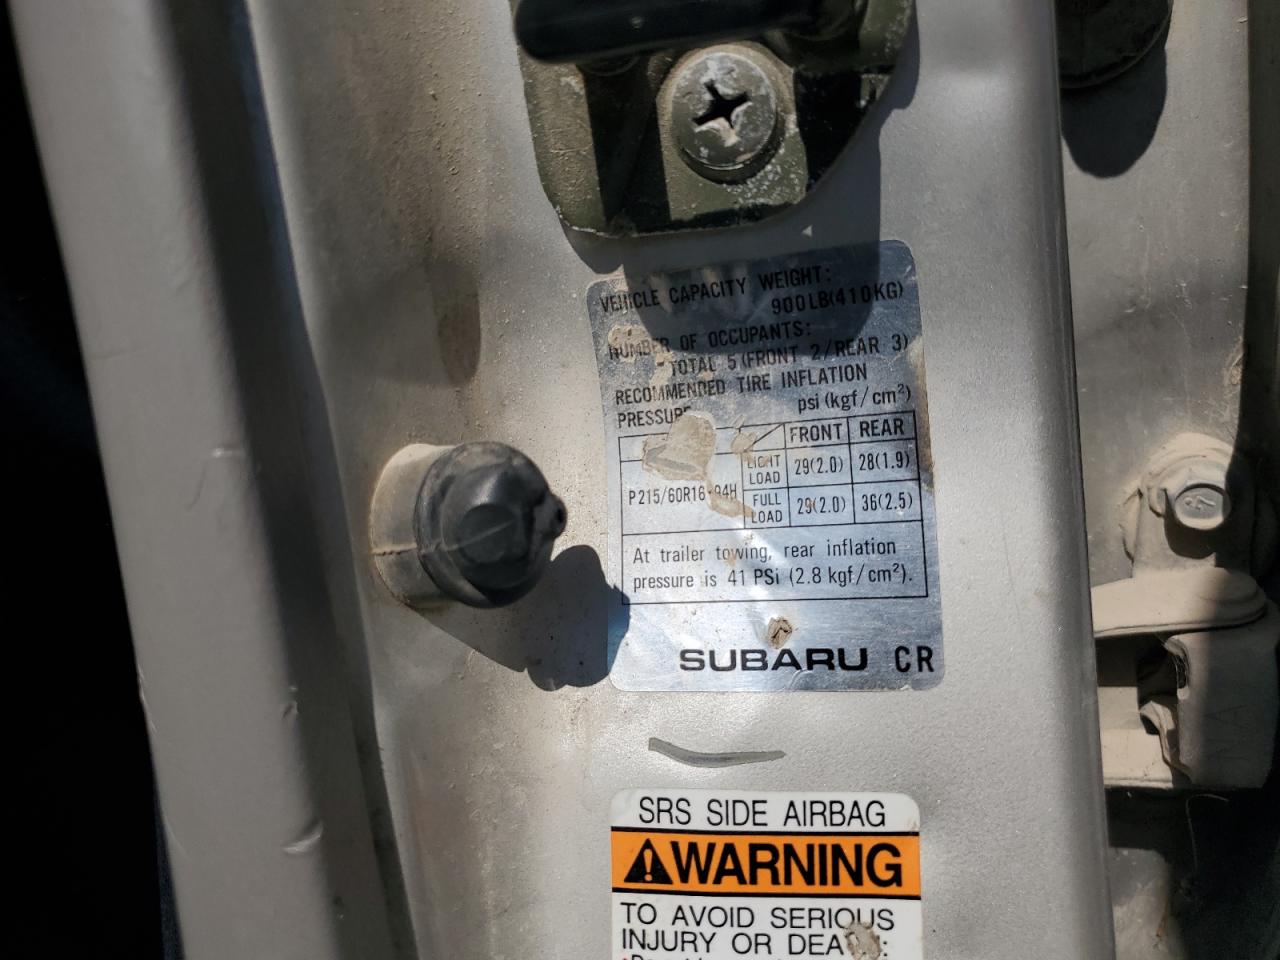 VEHICLE CAPACITY WEIGHT:
900LB(410KG)
NUMBER OF OCCUPANTS:
-TOTAL 5 (FRONT 2/REAR 3)
RECOMMENDED TIRE INFLATION
PRESSURE psi (kgf/cm²)
FRONT REAR
P215/60R16 94H
LIGHT LOAD 29(2.0) 28(1.9)
FULL LOAD 29(2.0) 36(2.5)
At trailer towing, rear inflation
pressure is 41 PSi (2.8 kgf/cm²).
SUBARU CR
SRS SIDE AIRBAG
WARNING
TO AVOID SERIOUS
INJURY OR DEATH: